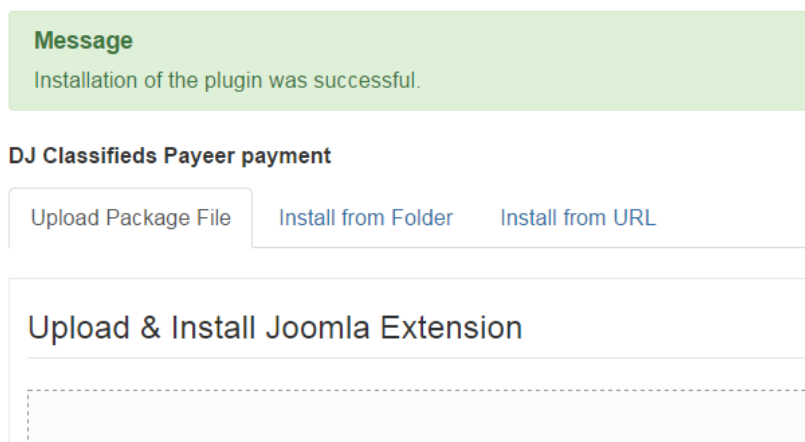 Message
Installation of the plugin was successful.
DJ Classifieds Payeer payment
Upload Package File Install from Folder Install from URL
Upload & Install Joomla Extension